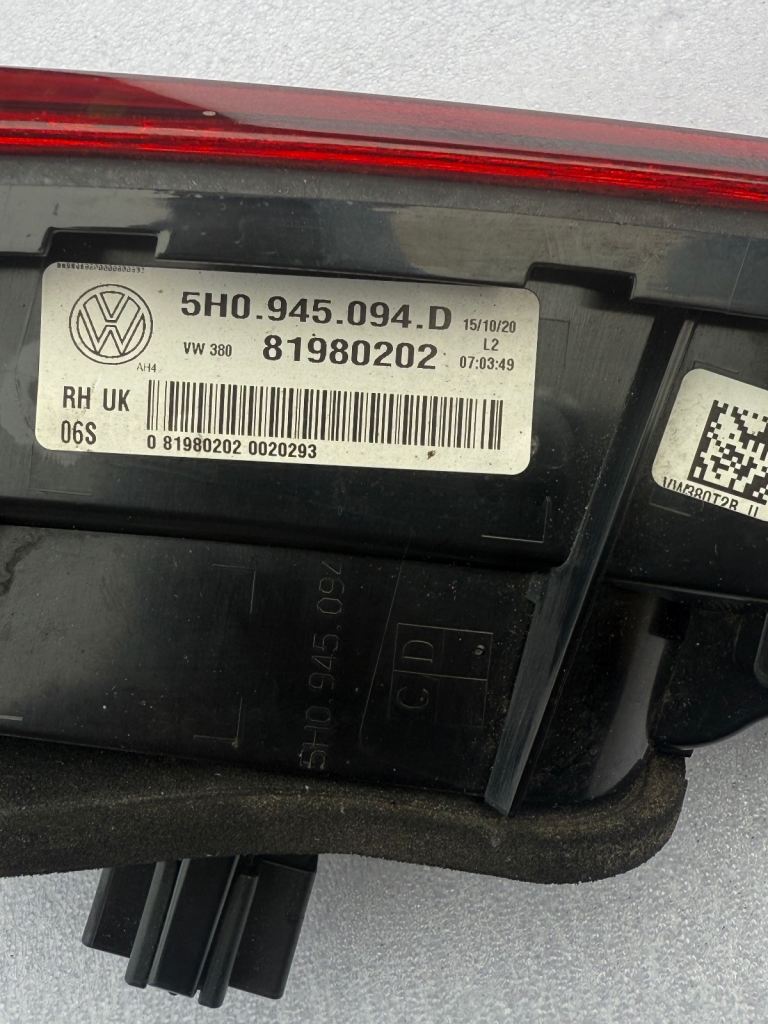 5H0.945.094.D
15/10/20
L2
07:03:49
VW 380
81980202
AH4
RH UK
06S
0 81980202 0020293
VW380T2B
5H0.945.094
C D